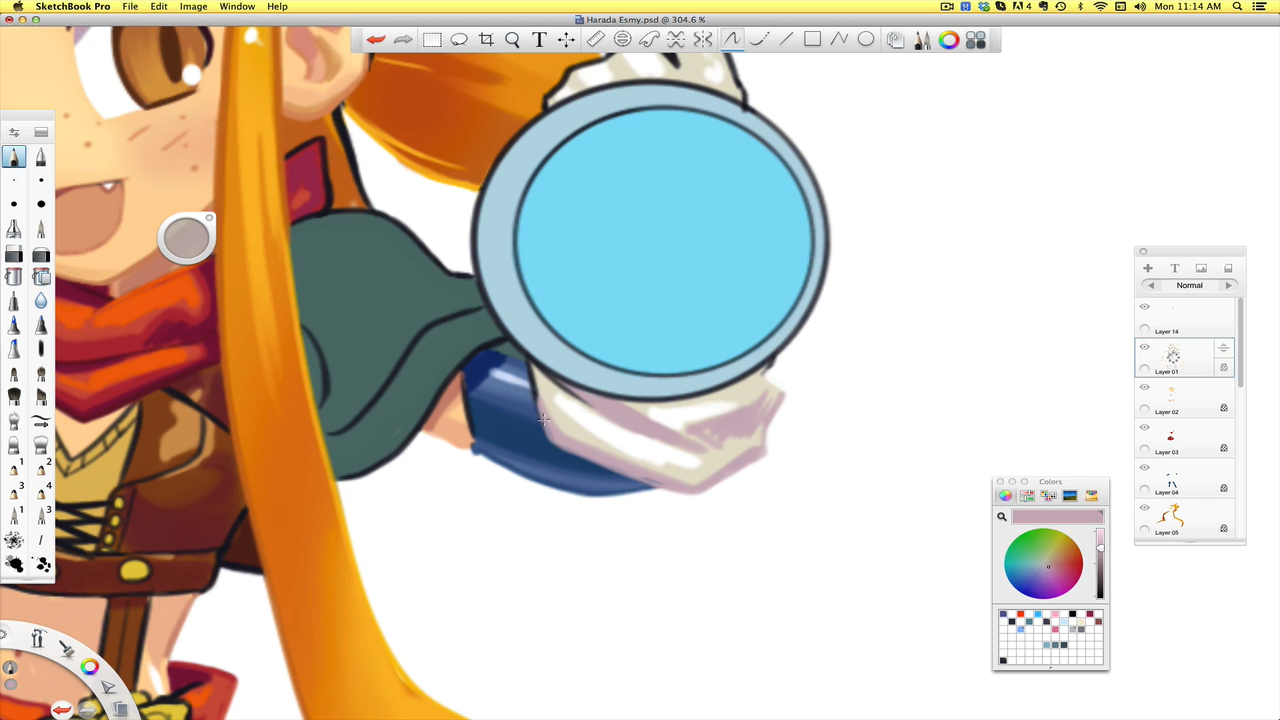 SketchBook Pro File Edit Image Window Help
4 Mon 11:14 AM
Harada Esmy.psd @ 304.6 %
T
T
Normal
Layer 14
Layer 01
Layer 02
Layer 03
Layer 04
Layer 05
Colors
1 2
3 4
1 3